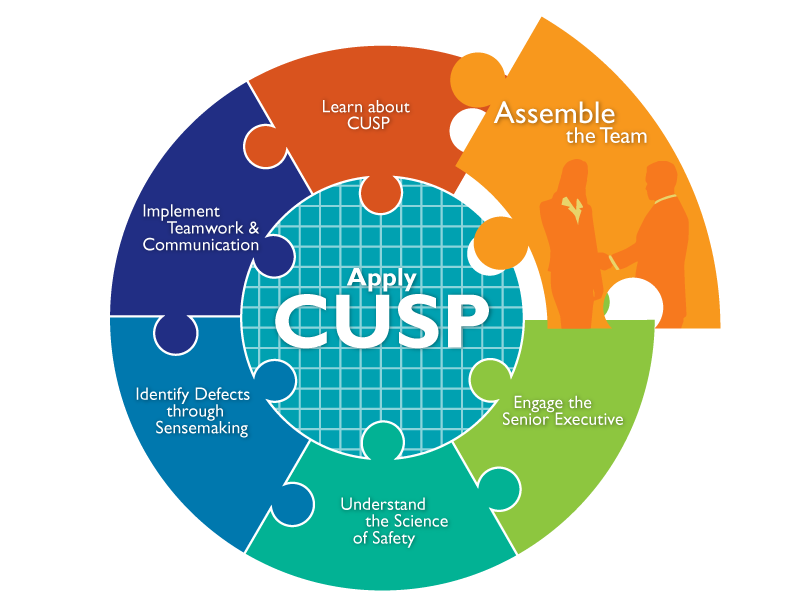 Learn about
CUSP
Assemble
the Team
Implement
Teamwork &
Communication
Apply
CUSP
Identify Defects
through
Sensemaking
Engage the
Senior Executive
Understand
the Science
of Safety